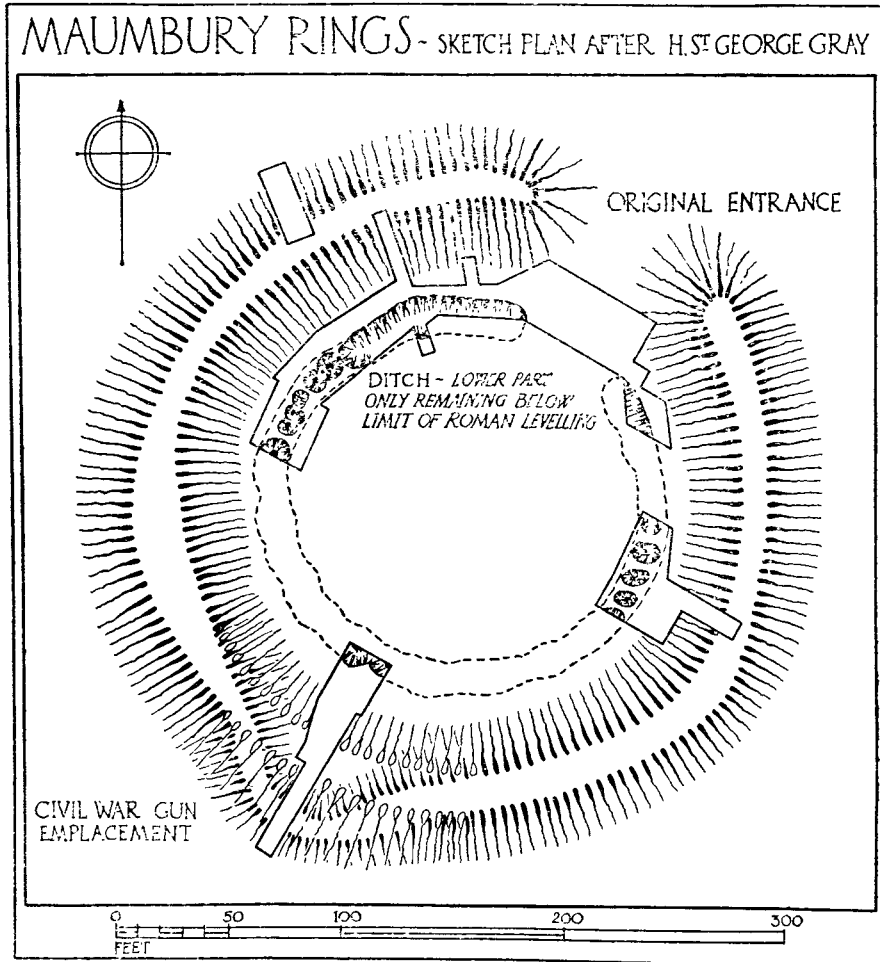 MAUMBURY RINGS ~ SKETCH PLAN AFTER H. ST GEORGE GRAY
ORIGINAL ENTRANCE
DITCH ~ LOWER PART
ONLY REMAINING BELOW
LIMIT OF ROMAN LEVELLING
CIVIL WAR GUN
EMPLACEMENT
0 50 100 200 300
FEET